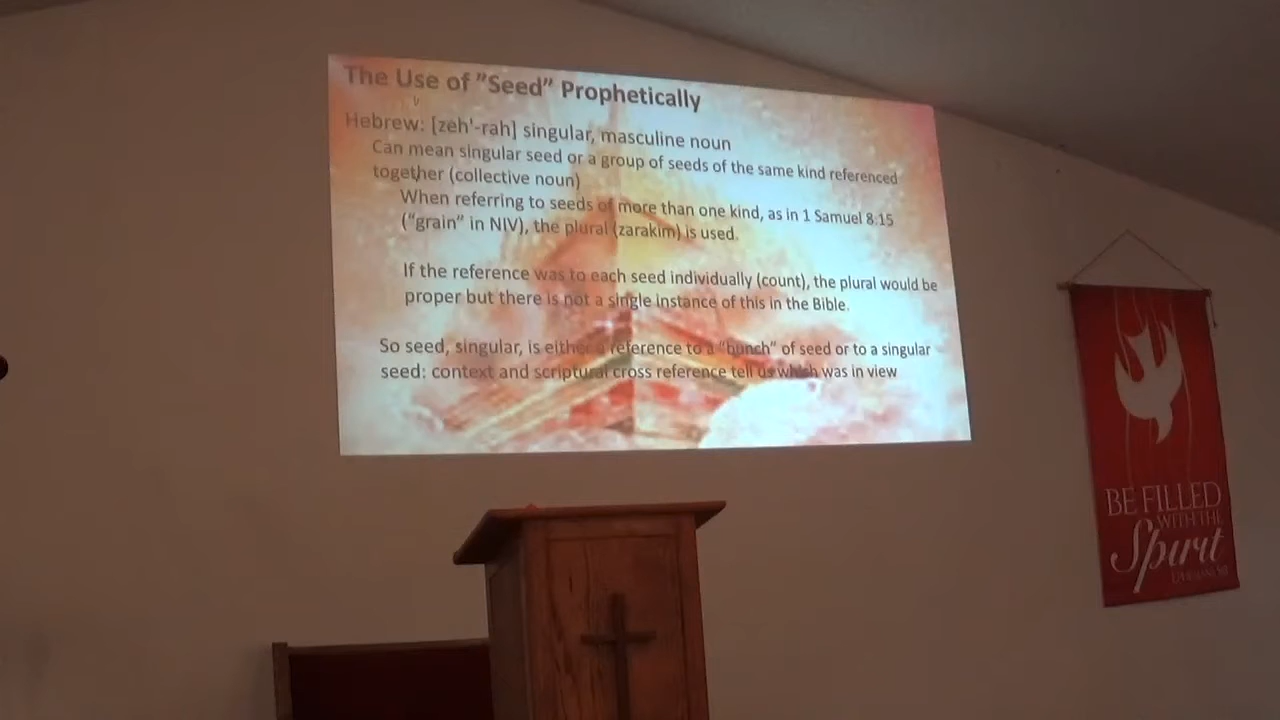 The Use of "Seed" Prophetically
Hebrew: [zeh'-rah] singular, masculine noun
Can mean singular seed or a group of seeds of the same kind referenced
together (collective noun)
When referring to seeds of more than one kind, as in 1 Samuel 8:15
("grain" in NIV), the plural (zarakim) is used.
If the reference was to each seed individually (count), the plural would be
proper but there is not a single instance of this in the Bible.
So seed, singular, is either a reference to a "bunch" of seed or to a singular
seed: context and scriptural cross reference tell us which was in view
BE FILLED
WITH THE
Spirit